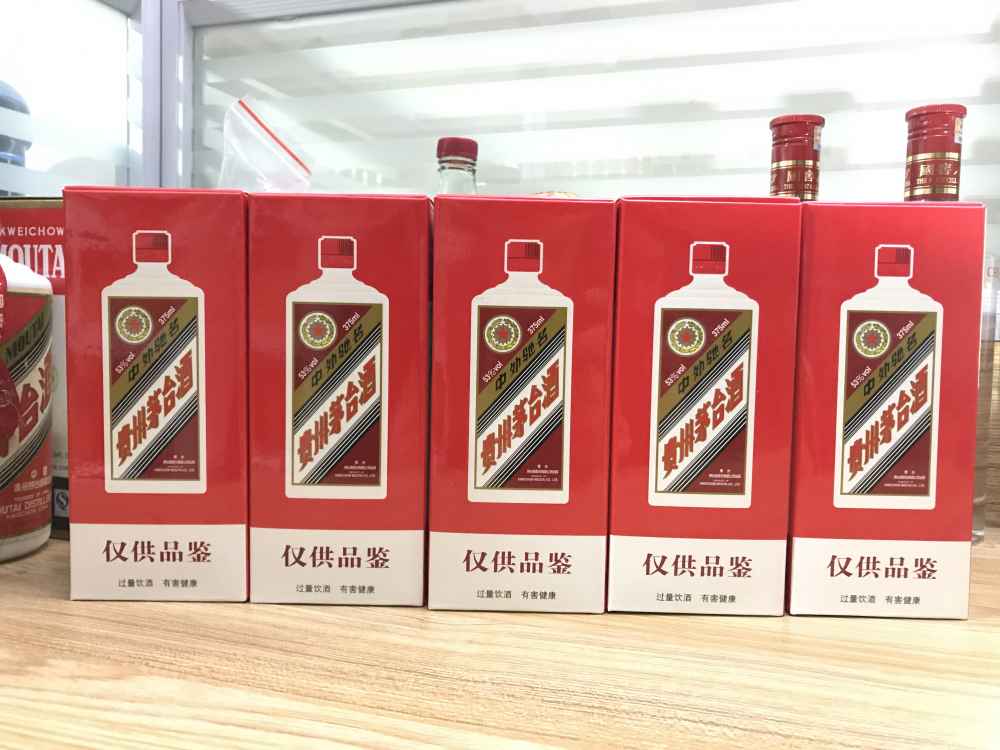 KWEICHOW
MOUTA
國窖
國窖
375ml
53%vol
中外驰名
贵州茅台酒
仅供品鉴
过量饮酒 有害健康
375ml
53%vol
中外驰名
贵州茅台酒
仅供品鉴
过量饮酒 有害健康
375ml
53%vol
中外驰名
贵州茅台酒
仅供品鉴
过量饮酒 有害健康
375ml
53%vol
中外驰名
贵州茅台酒
仅供品鉴
过量饮酒 有害健康
375ml
53%vol
中外驰名
贵州茅台酒
仅供品鉴
过量饮酒 有害健康